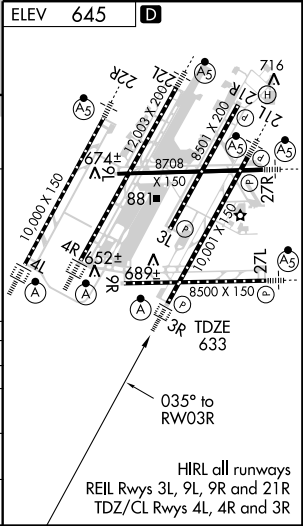 ELEV 645 D
716
22R
22L
21R
21L
A5
A5
A5
A5
A5
H
P
P
12,003 X 200
8501 X 200
10,000 X 150
674±
9L
8708 X 150
27R
881
10,001 X 150
3L
P
4R
652±
4L
689±
9R
27L
A5
A
A
8500 X 150
P
P
3R
TDZE
633
035° to
RW03R
HIRL all runways
REIL Rwys 3L, 9L, 9R and 21R
TDZ/CL Rwys 4L, 4R and 3R